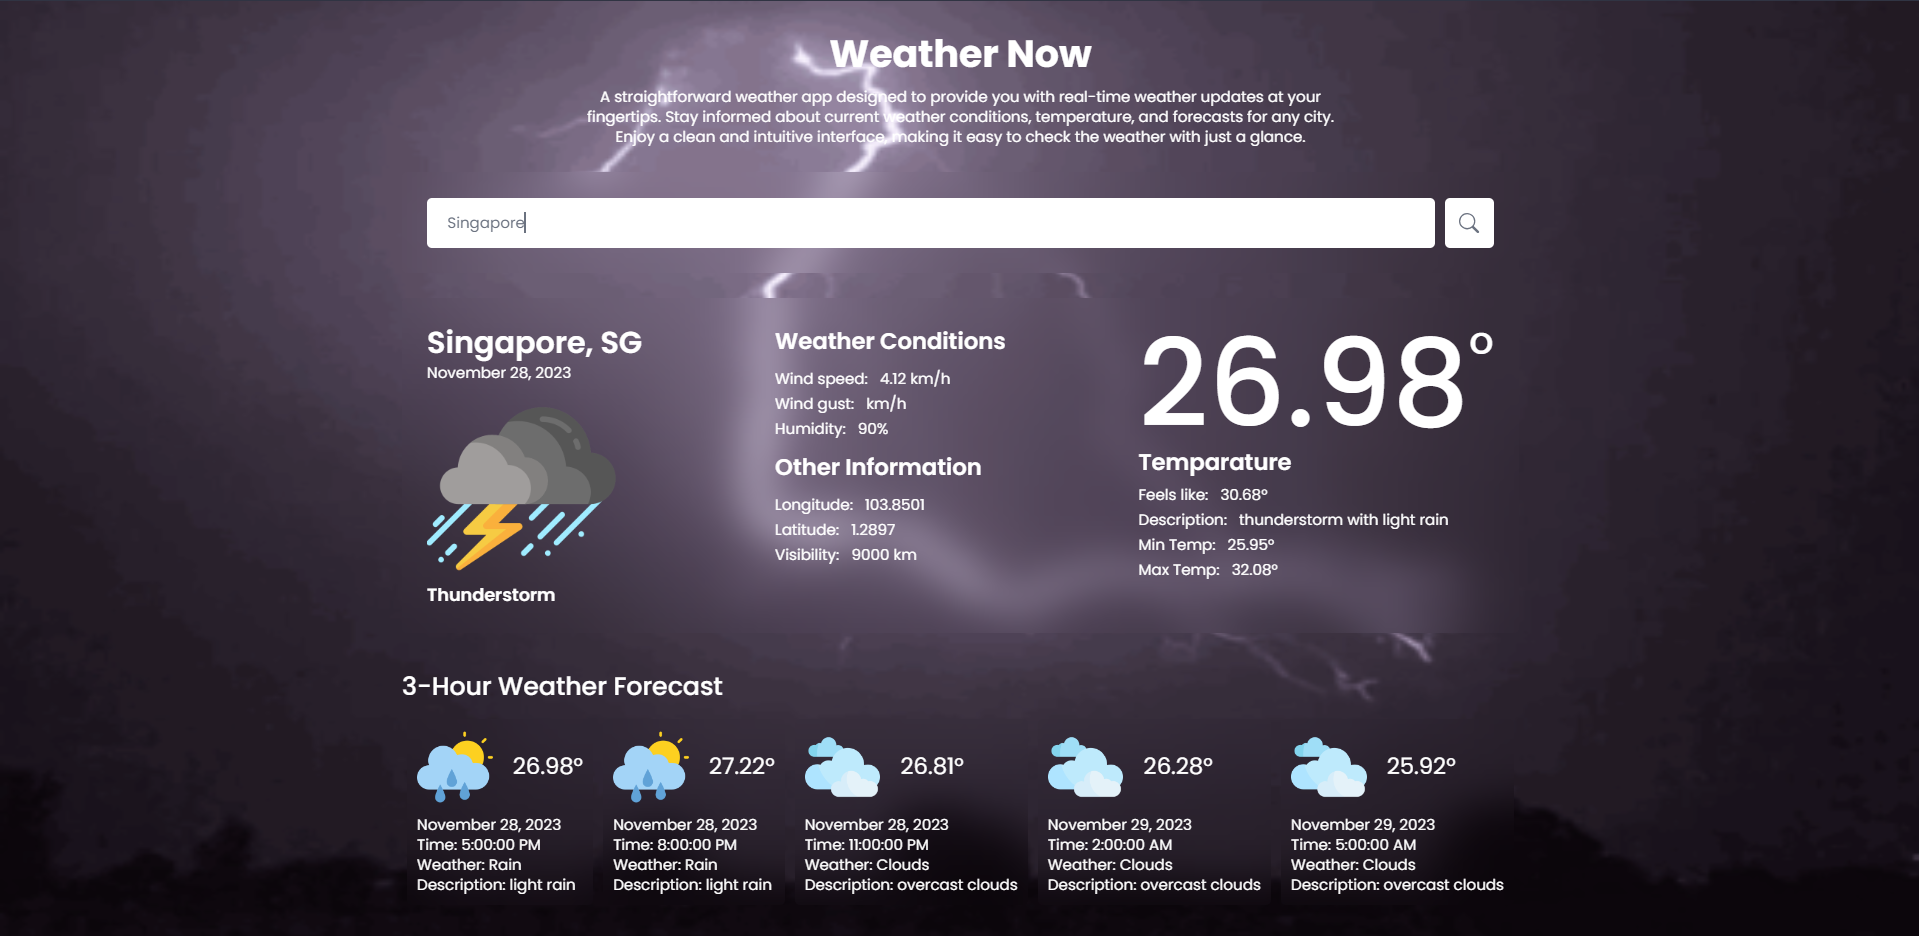 Weather Now
A straightforward weather app designed to provide you with real-time weather updates at your
fingertips. Stay informed about current weather conditions, temperature, and forecasts for any city.
Enjoy a clean and intuitive interface, making it easy to check the weather with just a glance.
Singapore
Singapore, SG
November 28, 2023
Thunderstorm
Weather Conditions
Wind speed: 4.12 km/h
Wind gust: km/h
Humidity: 90%
Other Information
Longitude: 103.8501
Latitude: 1.2897
Visibility: 9000 km
26.98°
Temparature
Feels like: 30.68°
Description: thunderstorm with light rain
Min Temp: 25.95°
Max Temp: 32.08°
3-Hour Weather Forecast
26.98°
November 28, 2023
Time: 5:00:00 PM
Weather: Rain
Description: light rain
27.22°
November 28, 2023
Time: 8:00:00 PM
Weather: Rain
Description: light rain
26.81°
November 28, 2023
Time: 11:00:00 PM
Weather: Clouds
Description: overcast clouds
26.28°
November 29, 2023
Time: 2:00:00 AM
Weather: Clouds
Description: overcast clouds
25.92°
November 29, 2023
Time: 5:00:00 AM
Weather: Clouds
Description: overcast clouds